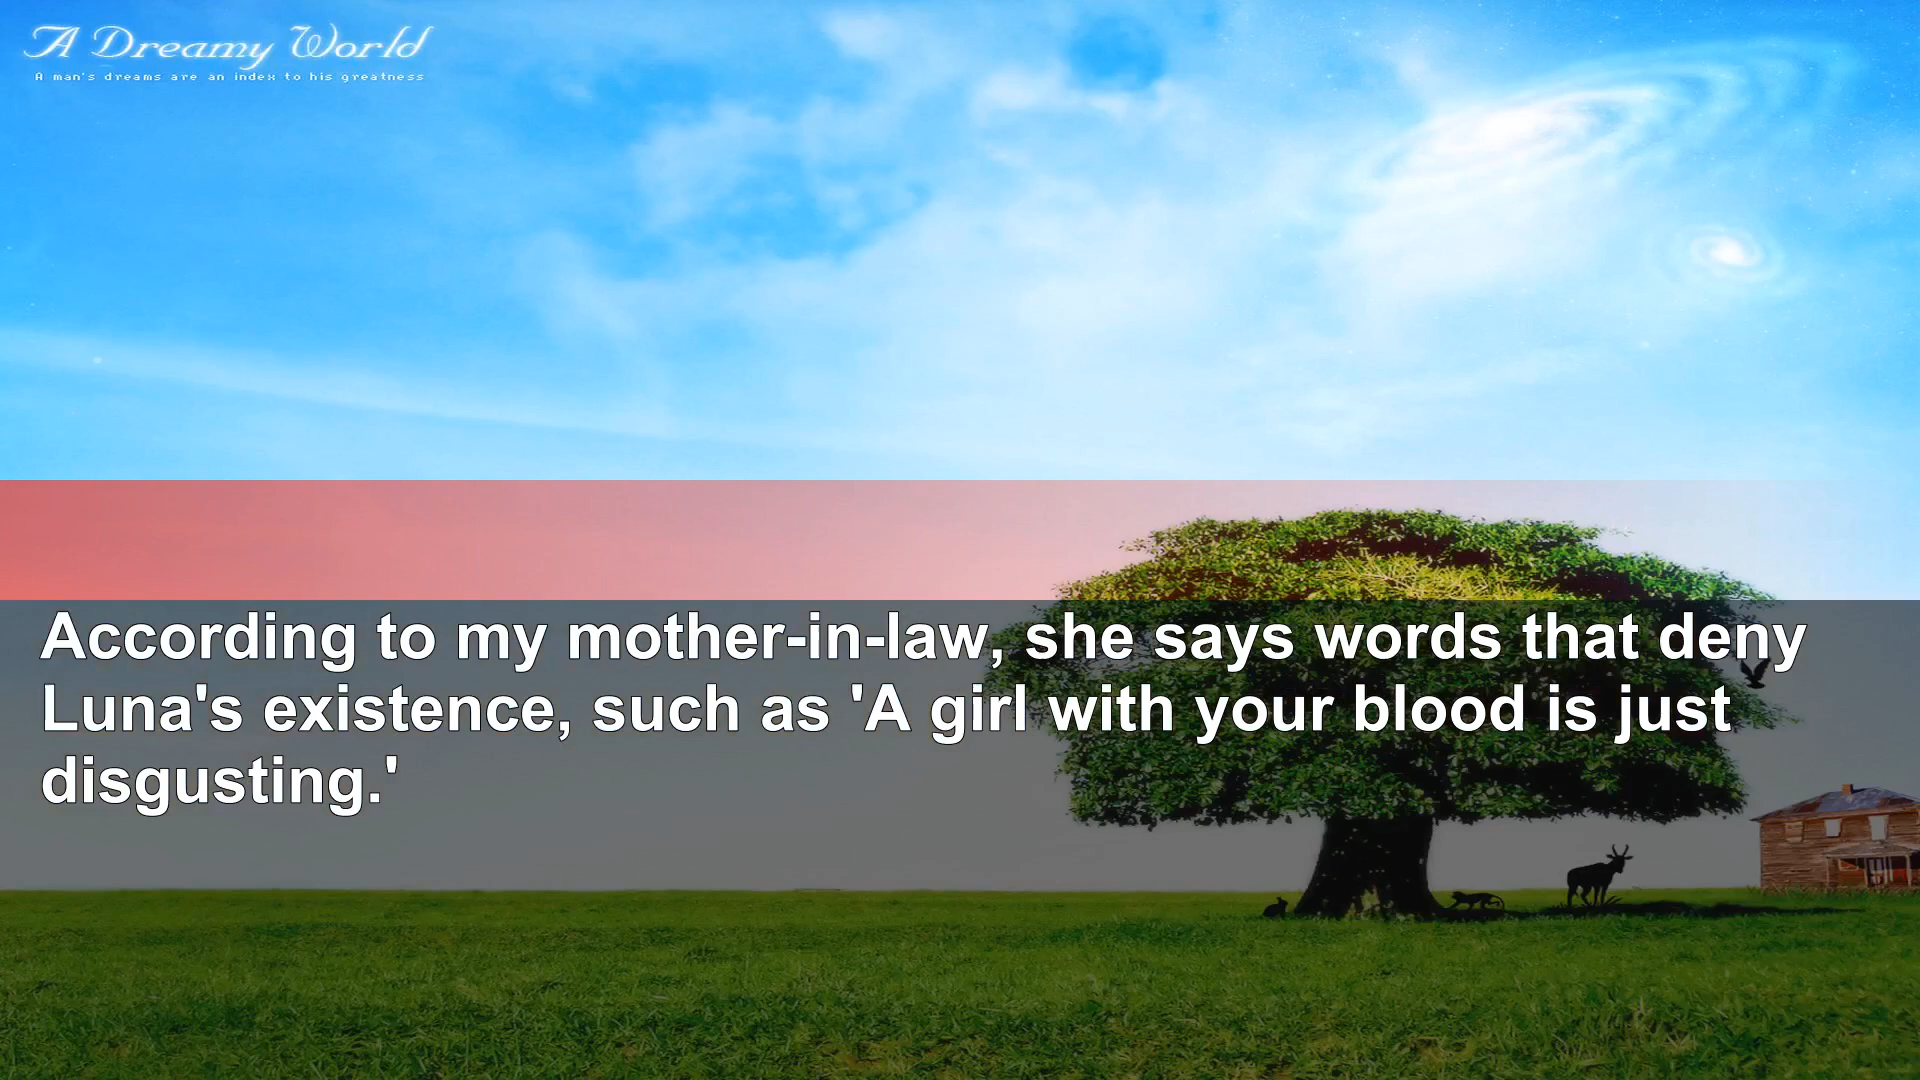 A Dreamy World
A man's dreams are an index to his greatness
According to my mother-in-law, she says words that deny
Luna's existence, such as 'A girl with your blood is just
disgusting.'